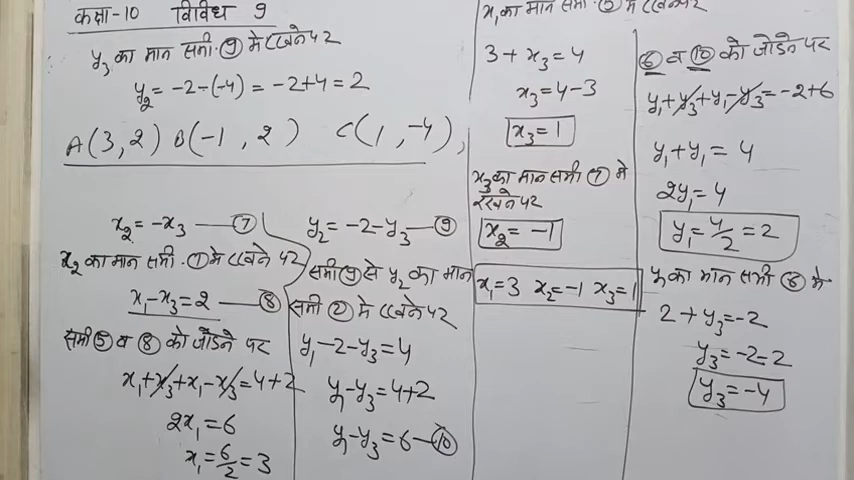 कक्षा-10 विविध 9
y₃ का मान समी. ⑨ में रखने पर
y₂ = -2-(-4) = -2+4 = 2
A(3, 2) B(-1, 2) C(1, -4),
x₂ = -x₃ — ⑦
x₂ का मान समी. ① में रखने पर
x₁-x₃ = 2 — ⑧
समी ⑤ व ⑧ को जोड़ने पर
x₁+x₃+x₁-x₃ = 4+2
2x₁ = 6
x₁ = 6/2 = 3
y₂ = -2-y₃ — ⑨
समी ⑨ से y₂ का मान
समी ② में रखने पर
y₁-2-y₃ = 4
y₁-y₃ = 4+2
y₁-y₃ = 6 — ⑩
x₁ का मान समी. ⑤ में रखने पर
3+x₃ = 4
x₃ = 4-3
x₃ = 1
x₃ का मान समी ⑦ में
रखने पर
x₂ = -1
x₁=3 x₂=-1 x₃=1
⑥ व ⑩ को जोड़ने पर
y₁+y₃+y₁-y₃ = -2+6
y₁+y₁ = 4
2y₁ = 4
y₁ = 4/2 = 2
y₁ का मान समी ⑥ में
2+y₃ = -2
y₃ = -2=2
y₃ = -4